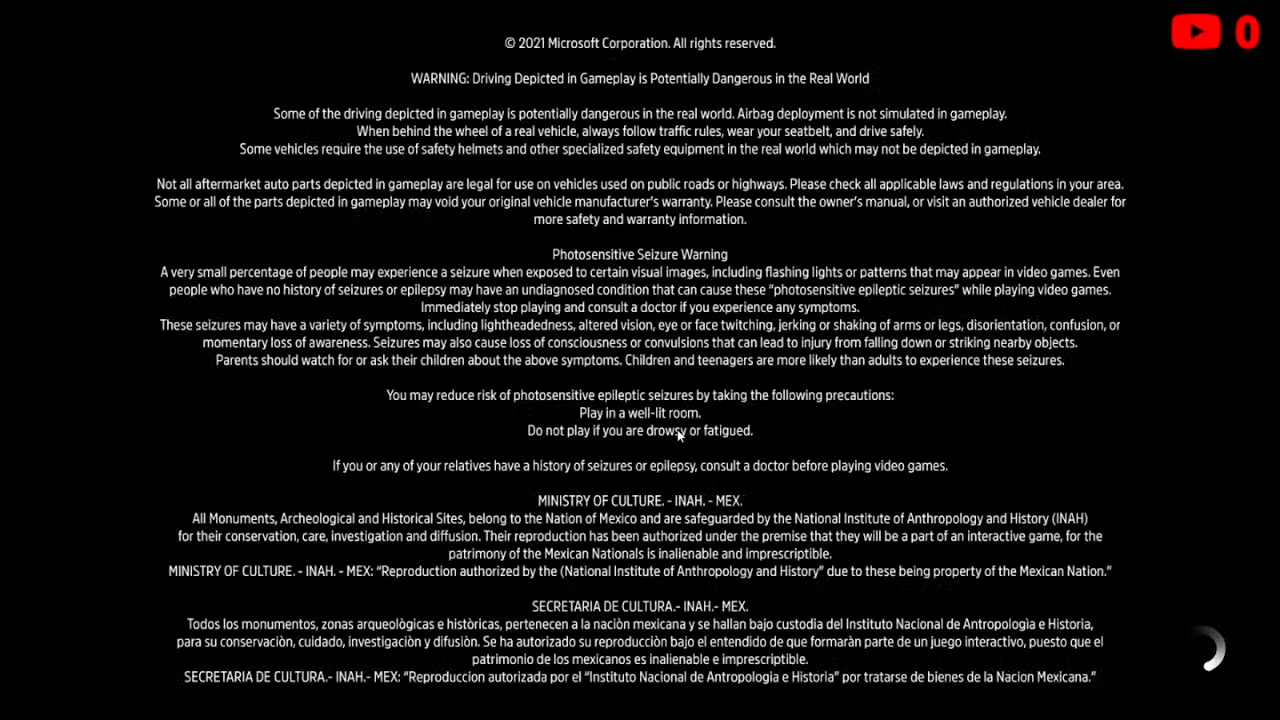 0
© 2021 Microsoft Corporation. All rights reserved.
WARNING: Driving Depicted in Gameplay is Potentially Dangerous in the Real World
Some of the driving depicted in gameplay is potentially dangerous in the real world. Airbag deployment is not simulated in gameplay.
When behind the wheel of a real vehicle, always follow traffic rules, wear your seatbelt, and drive safely.
Some vehicles require the use of safety helmets and other specialized safety equipment in the real world which may not be depicted in gameplay.
Not all aftermarket auto parts depicted in gameplay are legal for use on vehicles used on public roads or highways. Please check all applicable laws and regulations in your area.
Some or all of the parts depicted in gameplay may void your original vehicle manufacturer's warranty. Please consult the owner's manual, or visit an authorized vehicle dealer for
more safety and warranty information.
Photosensitive Seizure Warning
A very small percentage of people may experience a seizure when exposed to certain visual images, including flashing lights or patterns that may appear in video games. Even
people who have no history of seizures or epilepsy may have an undiagnosed condition that can cause these "photosensitive epileptic seizures" while playing video games.
Immediately stop playing and consult a doctor if you experience any symptoms.
These seizures may have a variety of symptoms, including lightheadedness, altered vision, eye or face twitching, jerking or shaking of arms or legs, disorientation, confusion, or
momentary loss of awareness. Seizures may also cause loss of consciousness or convulsions that can lead to injury from falling down or striking nearby objects.
Parents should watch for or ask their children about the above symptoms. Children and teenagers are more likely than adults to experience these seizures.
You may reduce risk of photosensitive epileptic seizures by taking the following precautions:
Play in a well-lit room.
Do not play if you are drowsy or fatigued.
If you or any of your relatives have a history of seizures or epilepsy, consult a doctor before playing video games.
MINISTRY OF CULTURE. - INAH. - MEX.
All Monuments, Archeological and Historical Sites, belong to the Nation of Mexico and are safeguarded by the National Institute of Anthropology and History (INAH)
for their conservation, care, investigation and diffusion. Their reproduction has been authorized under the premise that they will be a part of an interactive game, for the
patrimony of the Mexican Nationals is inalienable and imprescriptible.
MINISTRY OF CULTURE. - INAH. - MEX: "Reproduction authorized by the (National Institute of Anthropology and History" due to these being property of the Mexican Nation."
SECRETARIA DE CULTURA.- INAH.- MEX.
Todos los monumentos, zonas arqueològicas e històricas, pertenecen a la naciòn mexicana y se hallan bajo custodia del Instituto Nacional de Antropologìa e Historia,
para su conservaciòn, cuidado, investigaciòn y difusiòn. Se ha autorizado su reproducciòn bajo el entendido de que formaràn parte de un juego interactivo, puesto que el
patrimonio de los mexicanos es inalienable e imprescriptible.
SECRETARIA DE CULTURA.- INAH.- MEX: "Reproduccion autorizada por el "Instituto Nacional de Antropologia e Historia" por tratarse de bienes de la Nacion Mexicana."